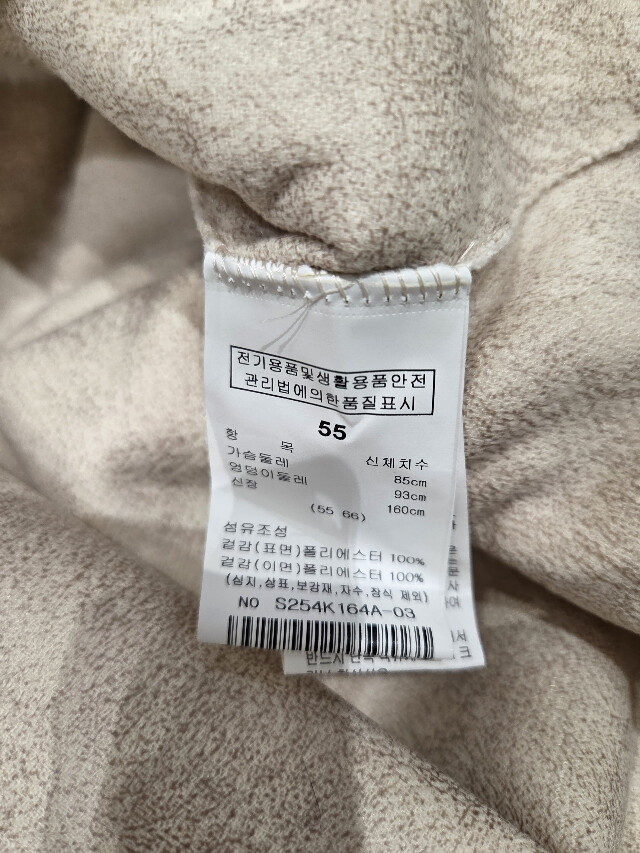 전기용품및생활용품안전
관리법에의한품질표시
55
항 목 신체치수
가슴둘레 85cm
엉덩이둘레 93cm
신장 160cm
(55 66)
섬유조성
겉감(표면)폴리에스터 100%
겉감(이면)폴리에스터 100%
(심치,상표,보강재,자수,장식 제외)
NO S254K164A-03
반드시